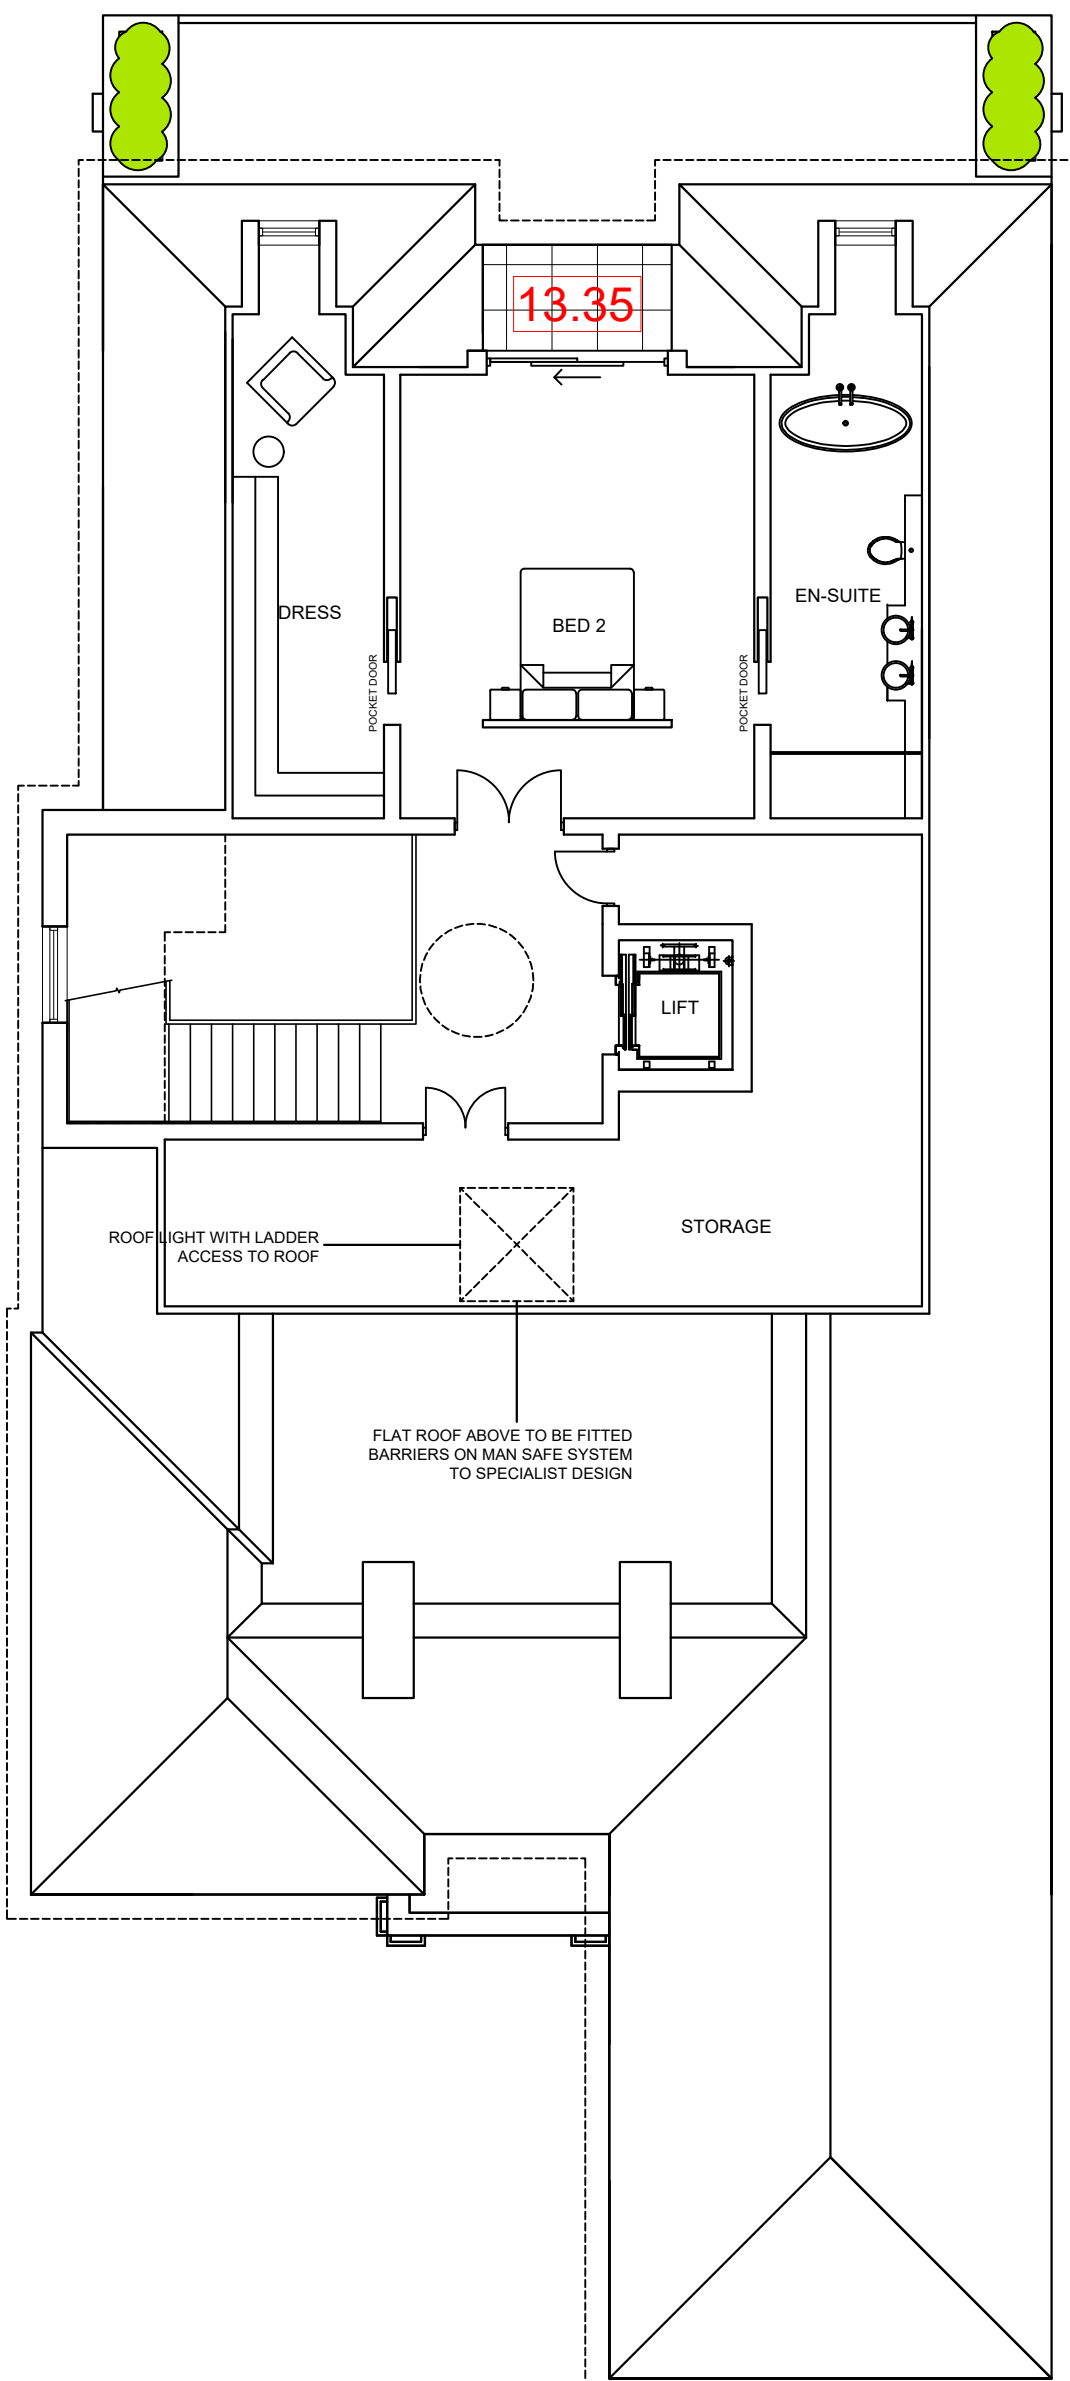 13.35
DRESS
EN-SUITE
BED 2
POCKET DOOR
POCKET DOOR
LIFT
STORAGE
ROOF LIGHT WITH LADDER
ACCESS TO ROOF
FLAT ROOF ABOVE TO BE FITTED
BARRIERS ON MAN SAFE SYSTEM
TO SPECIALIST DESIGN